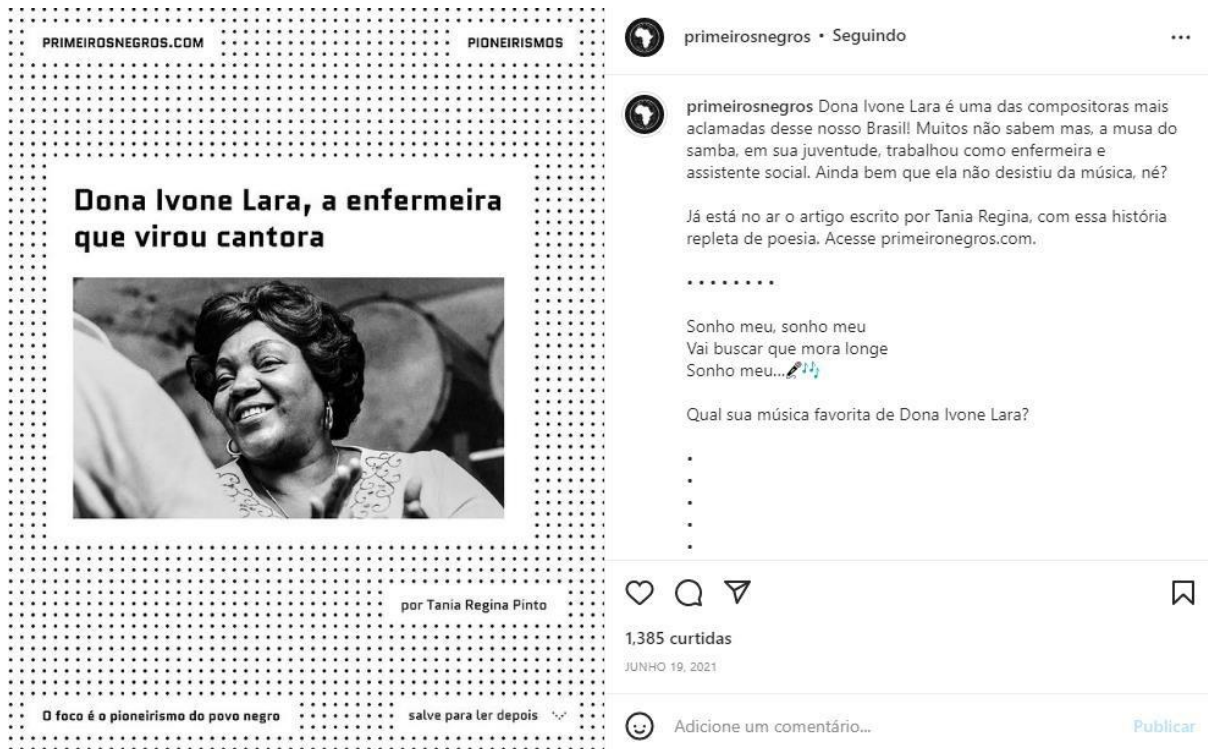 PRIMEIROSNEGROS.COM
PIONEIRISMOS
Dona Ivone Lara, a enfermeira
que virou cantora
por Tania Regina Pinto
O foco é o pioneirismo do povo negro
salve para ler depois
primeirosnegros • Seguindo
primeirosnegros Dona Ivone Lara é uma das compositoras mais
aclamadas desse nosso Brasil! Muitos não sabem mas, a musa do
samba, em sua juventude, trabalhou como enfermeira e
assistente social. Ainda bem que ela não desistiu da música, né?
Já está no ar o artigo escrito por Tania Regina, com essa história
repleta de poesia. Acesse primeironegros.com.
• • • • • • • •
Sonho meu, sonho meu
Vai buscar que mora longe
Sonho meu...🎤🎶
Qual sua música favorita de Dona Ivone Lara?
.
.
.
.
.
1,385 curtidas
JUNHO 19, 2021
Adicione um comentário...
Publicar